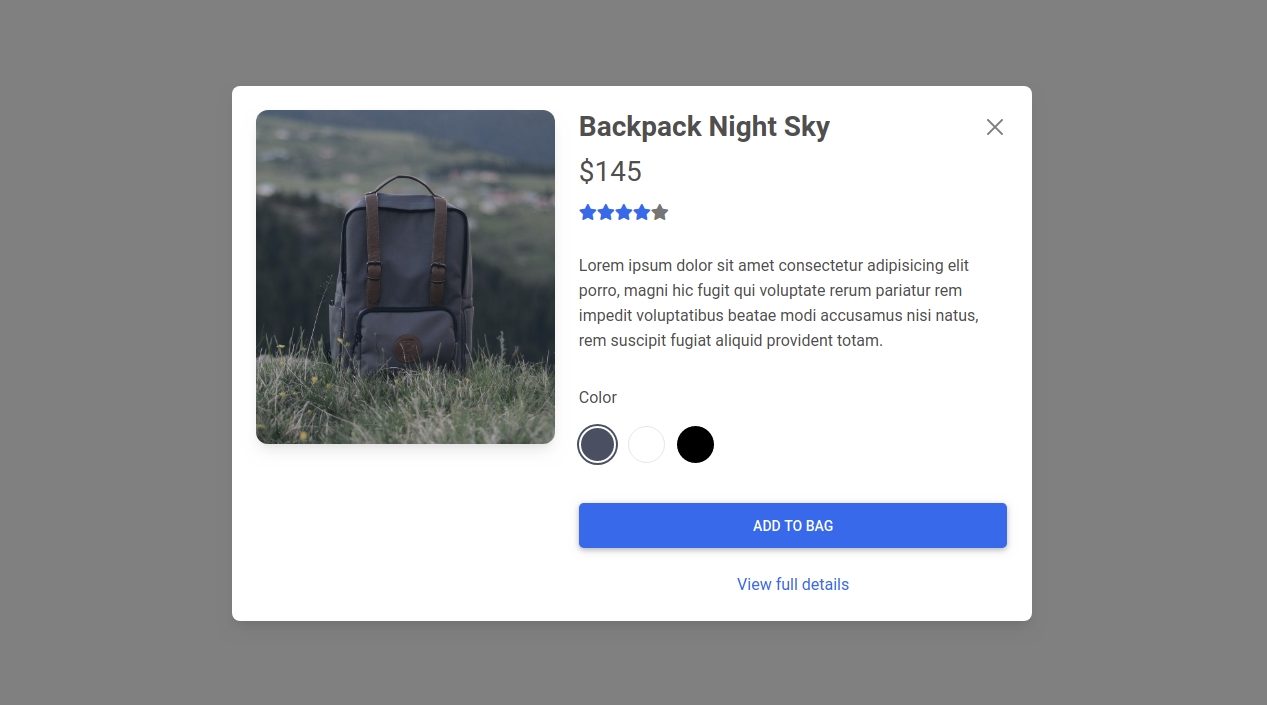 Backpack Night Sky
$145
Lorem ipsum dolor sit amet consectetur adipisicing elit
porro, magni hic fugit qui voluptate rerum pariatur rem
impedit voluptatibus beatae modi accusamus nisi natus,
rem suscipit fugiat aliquid provident totam.
Color
ADD TO BAG
View full details